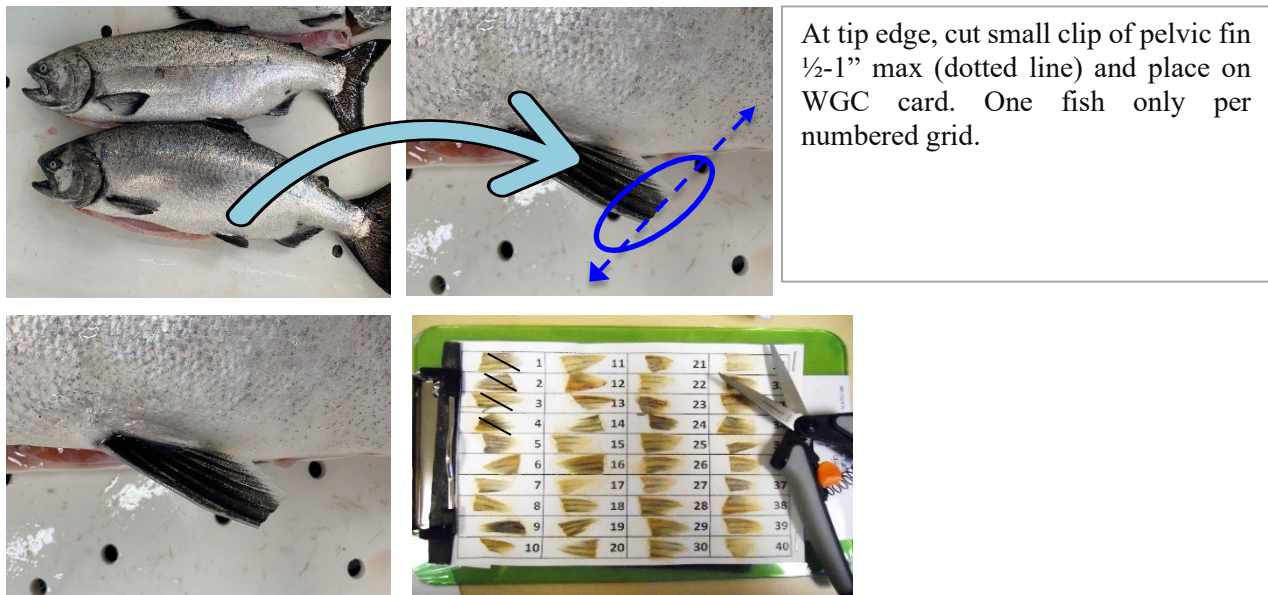 At tip edge, cut small clip of pelvic fin
½-1” max (dotted line) and place on
WGC card. One fish only per
numbered grid.
1 11 21
2 12 22
3 13 23
4 14 24
5 15 25
6 16 26
7 17 27 37
8 18 28 38
9 19 29 39
10 20 30 40